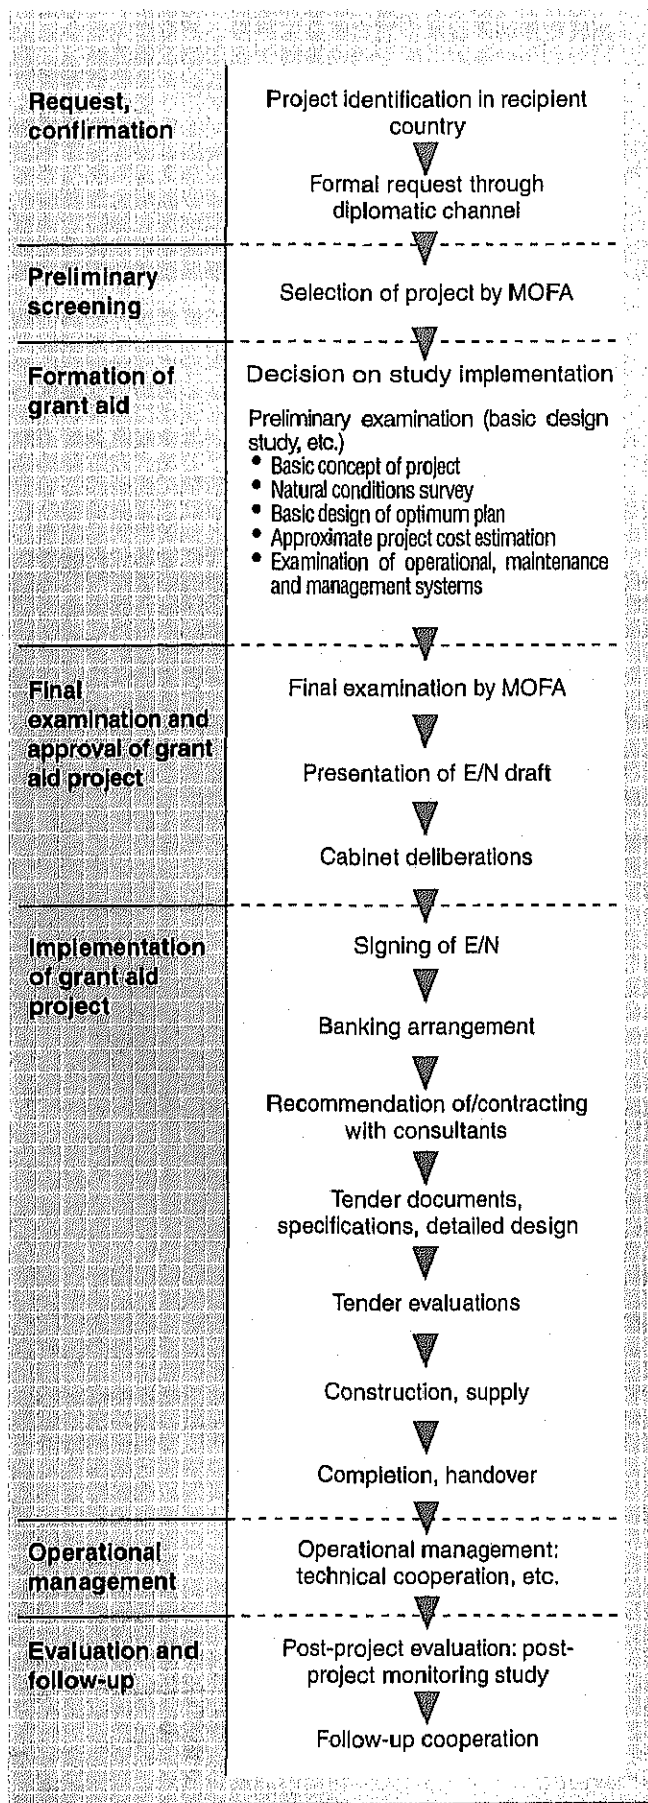 Request,
confirmation
Project identification in recipient
country
Formal request through
diplomatic channel
Preliminary
screening
Selection of project by MOFA
Formation of
grant aid
Decision on study implementation
Preliminary examination (basic design
study, etc.)
• Basic concept of project
• Natural conditions survey
• Basic design of optimum plan
• Approximate project cost estimation
• Examination of operational, maintenance
and management systems
Final
examination and
approval of grant
aid project
Final examination by MOFA
Presentation of E/N draft
Cabinet deliberations
Implementation
of grant aid
project
Signing of E/N
Banking arrangement
Recommendation of/contracting
with consultants
Tender documents,
specifications, detailed design
Tender evaluations
Construction, supply
Completion, handover
Operational
management
Operational management:
technical cooperation, etc.
Evaluation and
follow-up
Post-project evaluation: post-
project monitoring study
Follow-up cooperation